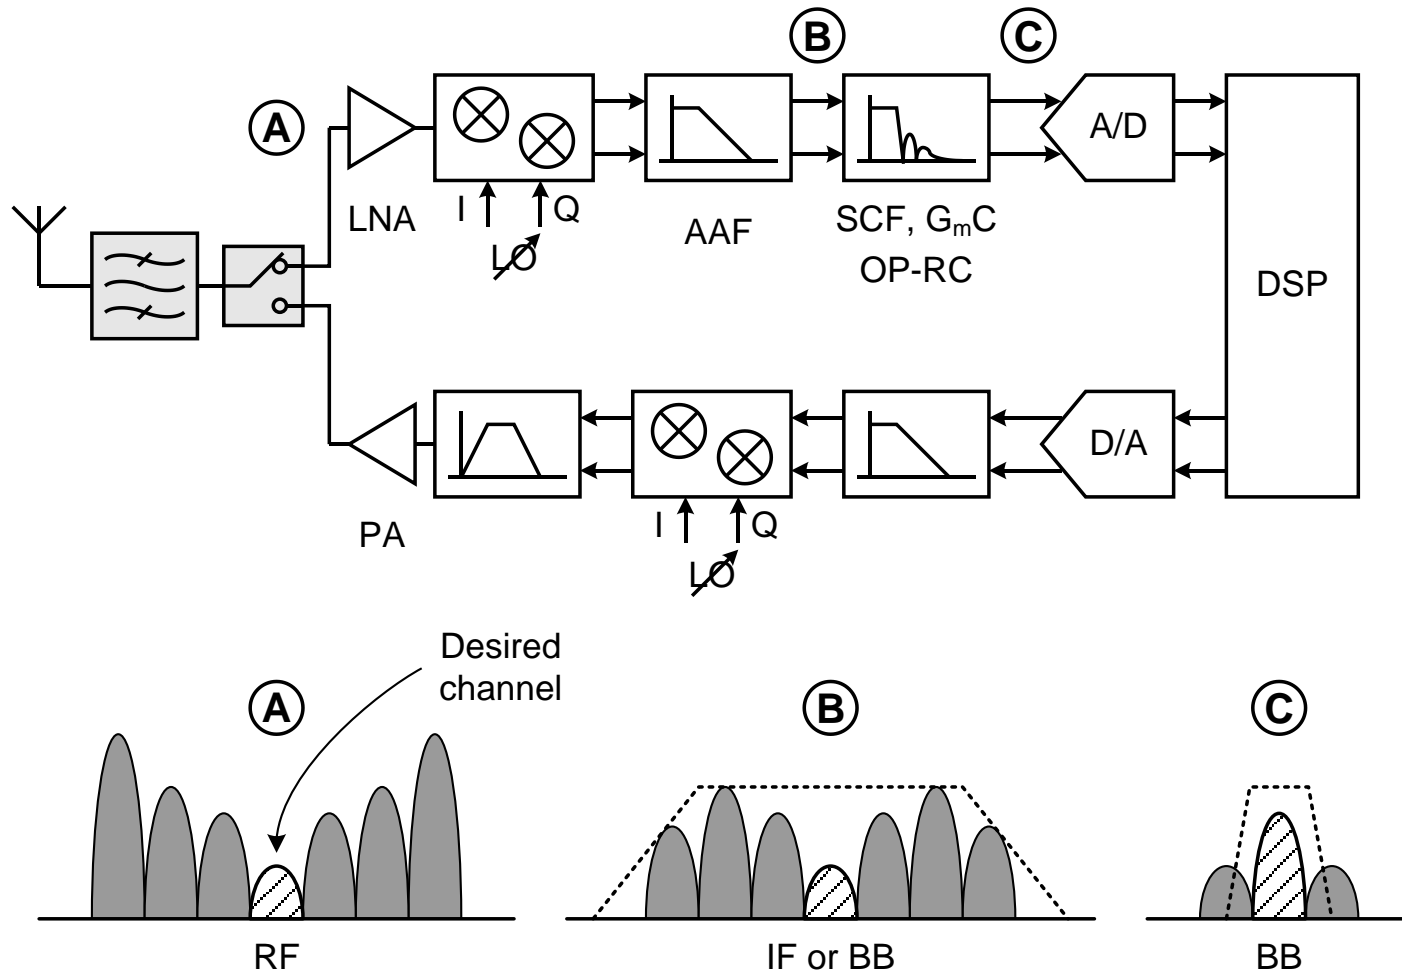 B
C
A
A/D
LNA
I
Q
LO
AAF
SCF, GmC
OP-RC
DSP
D/A
PA
I
Q
LO
Desired
channel
A
B
C
RF
IF or BB
BB